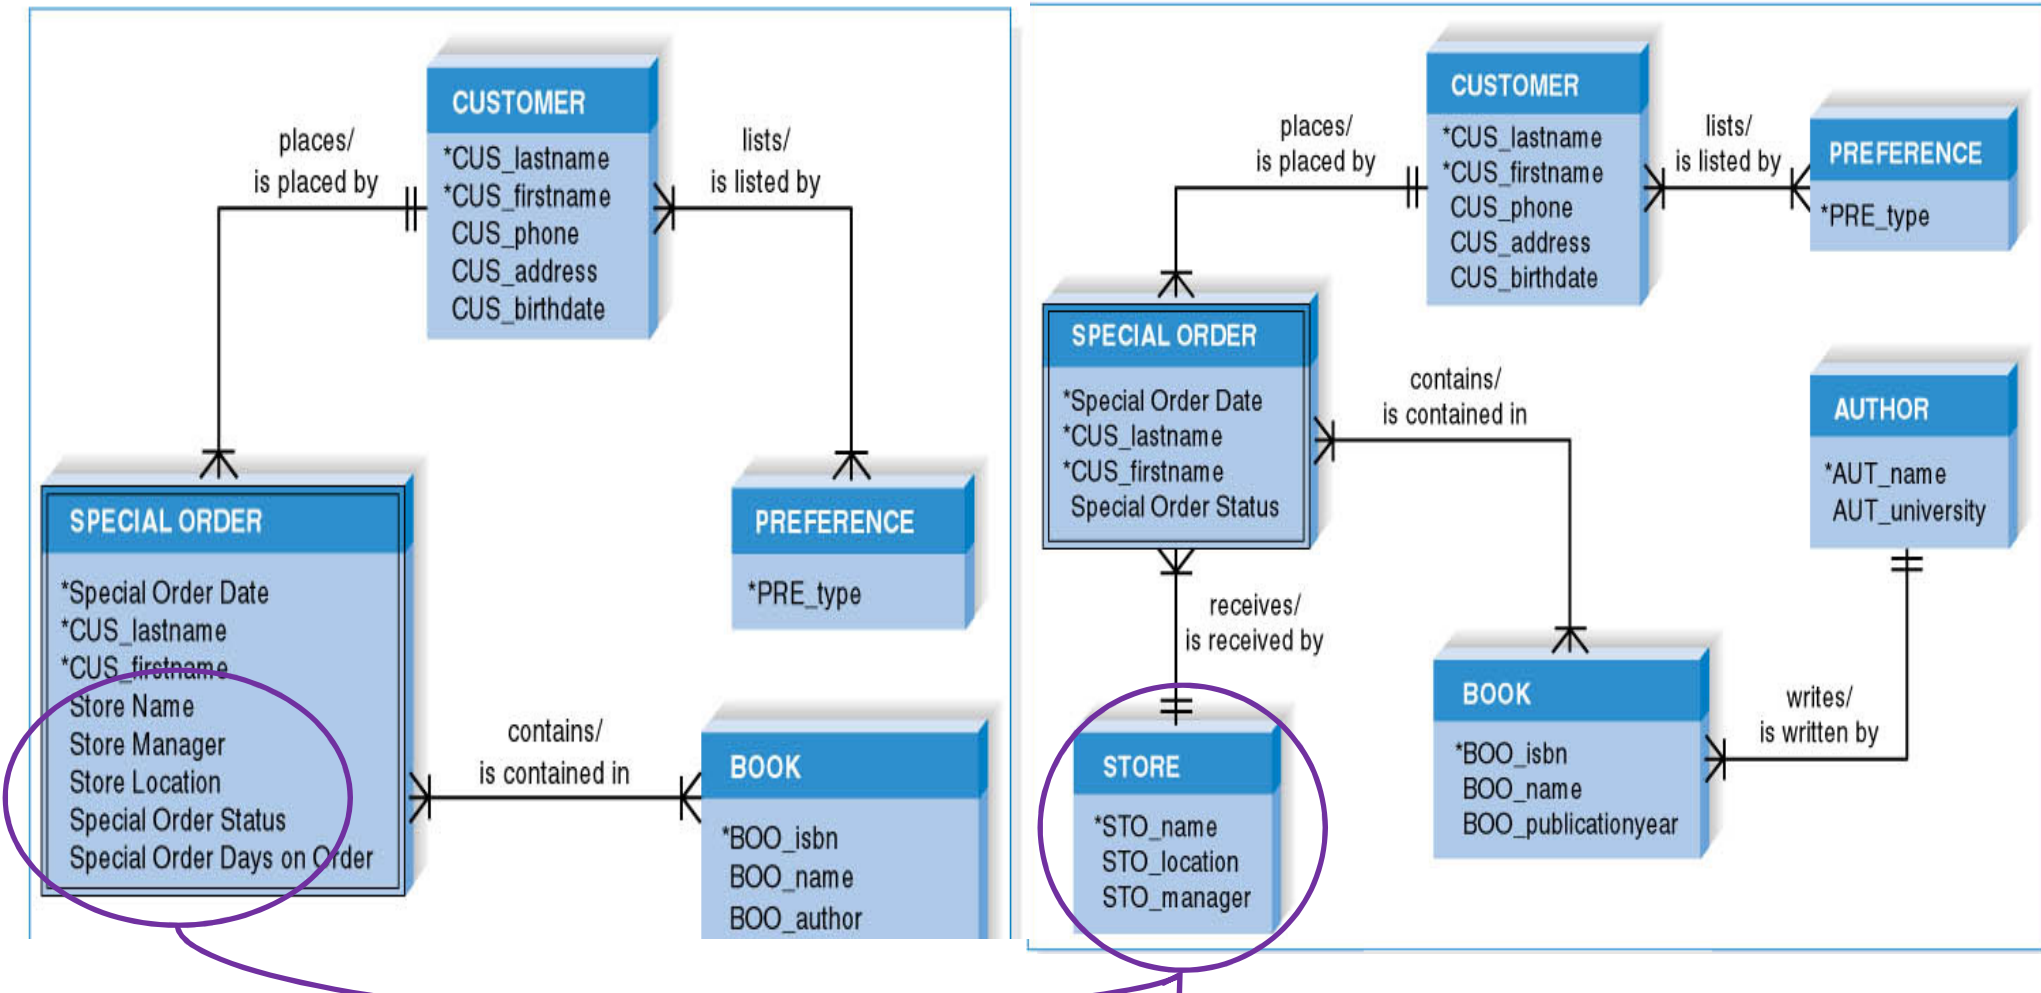 CUSTOMER
*CUS_lastname
*CUS_firstname
CUS_phone
CUS_address
CUS_birthdate
places/
is placed by
lists/
is listed by
SPECIAL ORDER
*Special Order Date
*CUS_lastname
*CUS_firstname
Store Name
Store Manager
Store Location
Special Order Status
Special Order Days on Order
PREFERENCE
*PRE_type
contains/
is contained in
BOOK
*BOO_isbn
BOO_name
BOO_author
CUSTOMER
*CUS_lastname
*CUS_firstname
CUS_phone
CUS_address
CUS_birthdate
places/
is placed by
lists/
is listed by
PREFERENCE
*PRE_type
SPECIAL ORDER
*Special Order Date
*CUS_lastname
*CUS_firstname
Special Order Status
contains/
is contained in
AUTHOR
*AUT_name
AUT_university
receives/
is received by
BOOK
*BOO_isbn
BOO_name
BOO_publicationyear
writes/
is written by
STORE
*STO_name
STO_location
STO_manager